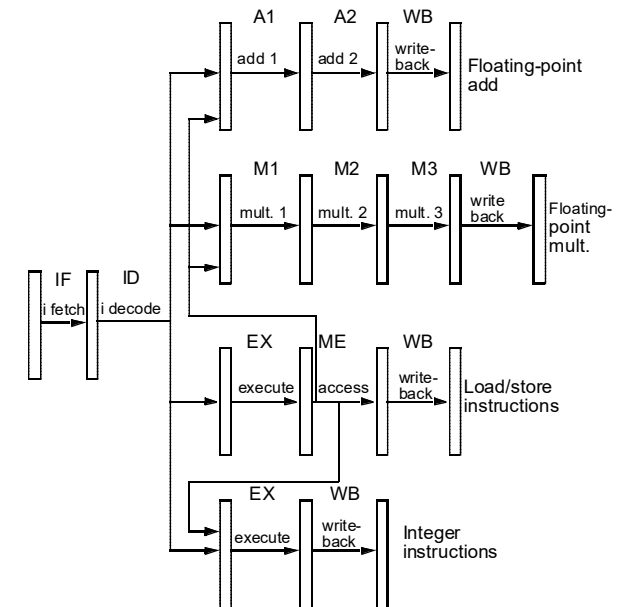 A1 A2 WB
add 1 add 2 write-
back
Floating-point
add
M1 M2 M3 WB
mult. 1 mult. 2 mult. 3 write
back
Floating-
point
mult.
IF ID
i fetch i decode
EX ME WB
execute access write-
back
Load/store
instructions
EX WB
execute write-
back
Integer
instructions